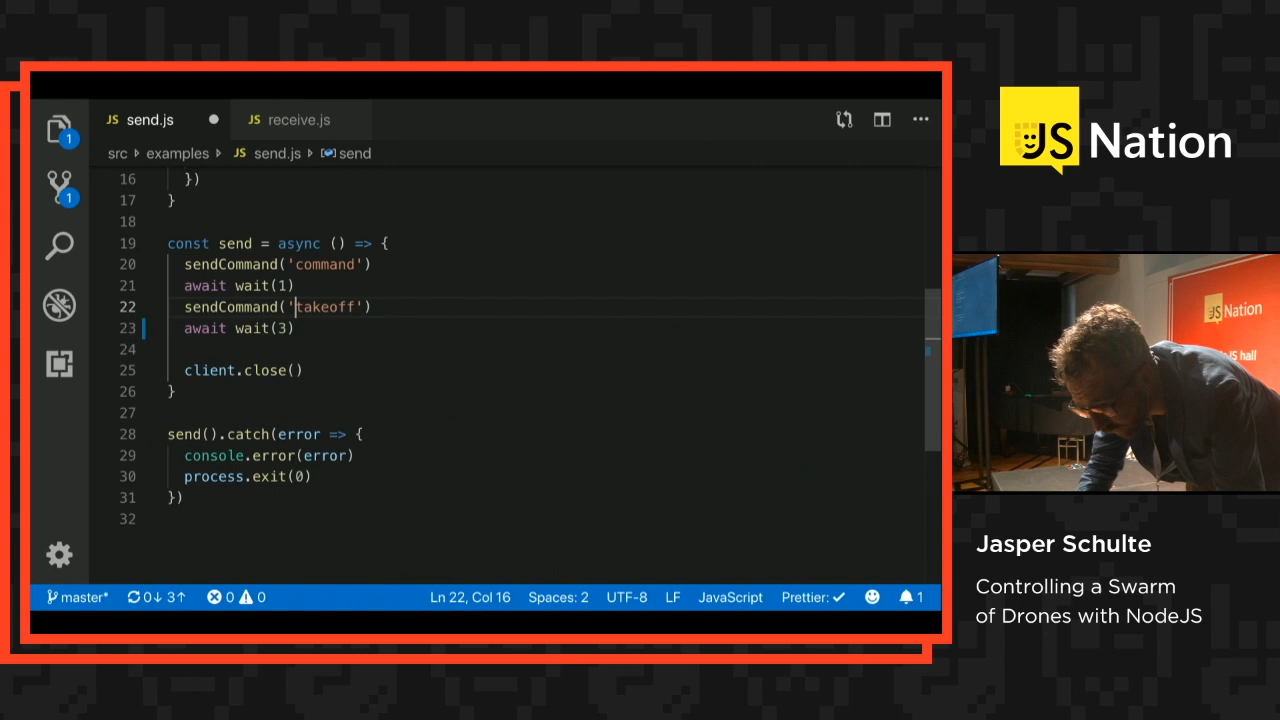 JS send.js
JS receive.js
src examples JS send.js send
16 })
17 }
18
19 const send = async () => {
20 sendCommand('command')
21 await wait(1)
22 sendCommand('takeoff')
23 await wait(3)
24
25 client.close()
26 }
27
28 send().catch(error => {
29 console.error(error)
30 process.exit(0)
31 })
32
1
1
master* 0↓ 3↑ 0 0 Ln 22, Col 16 Spaces: 2 UTF-8 LF JavaScript Prettier: ✓ 1
JS Nation
JS Nation
JS hall
Jasper Schulte
Controlling a Swarm
of Drones with NodeJS